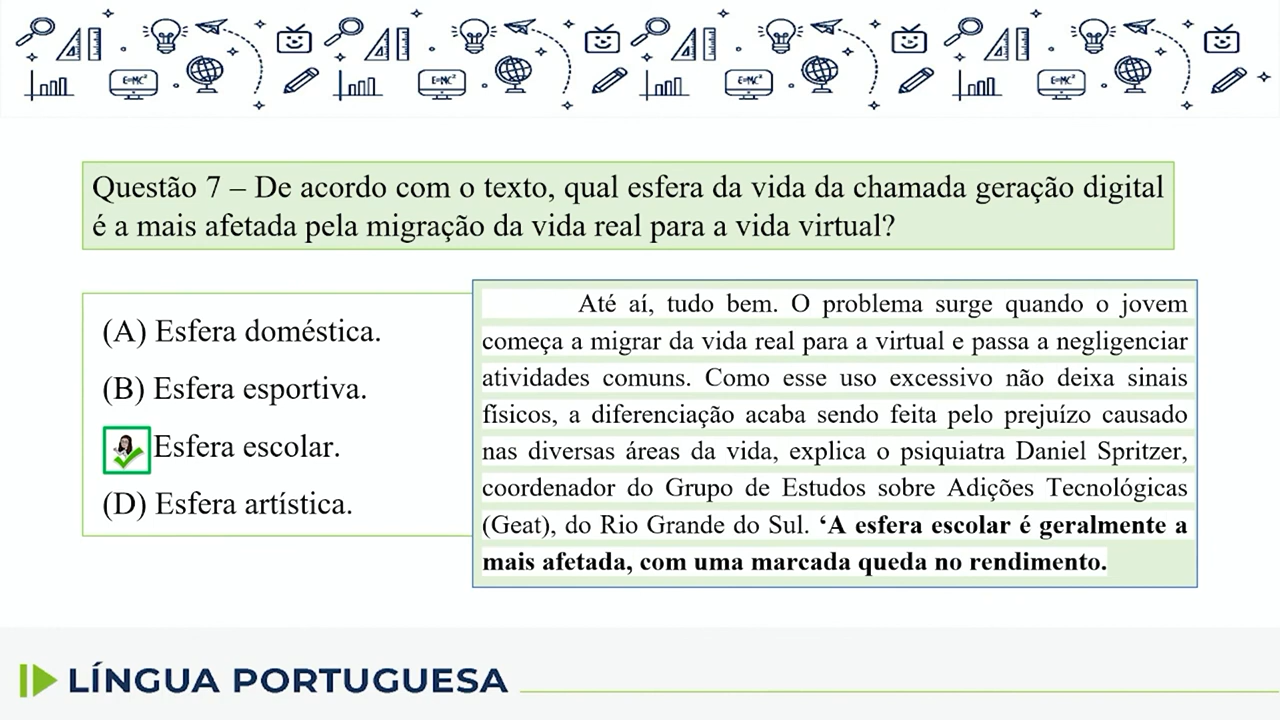 E=MC²
E=MC²
E=MC²
E=MC²
Questão 7 – De acordo com o texto, qual esfera da vida da chamada geração digital
é a mais afetada pela migração da vida real para a vida virtual?
(A) Esfera doméstica.
(B) Esfera esportiva.
Esfera escolar.
(D) Esfera artística.
Até aí, tudo bem. O problema surge quando o jovem
começa a migrar da vida real para a virtual e passa a negligenciar
atividades comuns. Como esse uso excessivo não deixa sinais
físicos, a diferenciação acaba sendo feita pelo prejuízo causado
nas diversas áreas da vida, explica o psiquiatra Daniel Spritzer,
coordenador do Grupo de Estudos sobre Adições Tecnológicas
(Geat), do Rio Grande do Sul. ‘A esfera escolar é geralmente a
mais afetada, com uma marcada queda no rendimento.
LÍNGUA PORTUGUESA